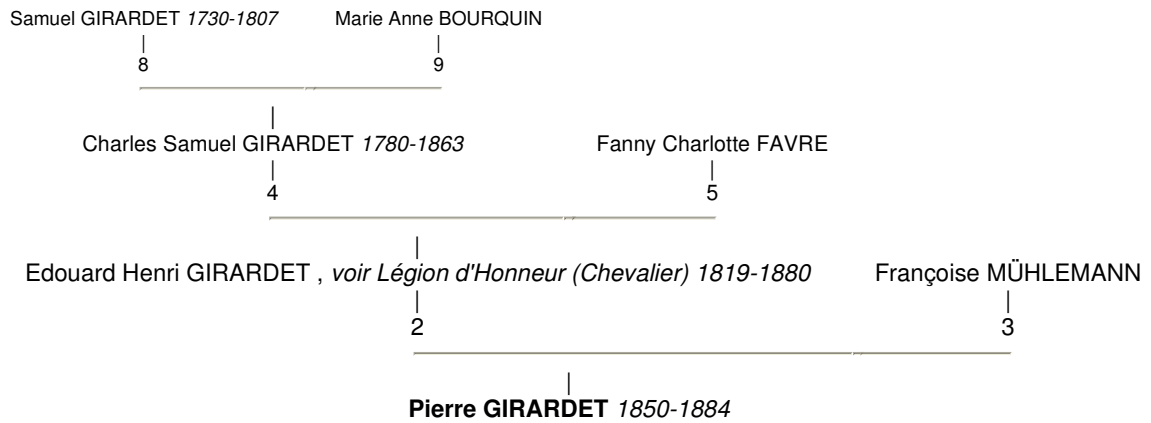 Samuel GIRARDET 1730-1807 Marie Anne BOURQUIN
8 9
Charles Samuel GIRARDET 1780-1863 Fanny Charlotte FAVRE
4 5
Edouard Henri GIRARDET , voir Légion d'Honneur (Chevalier) 1819-1880 Françoise MÜHLEMANN
2 3
Pierre GIRARDET 1850-1884